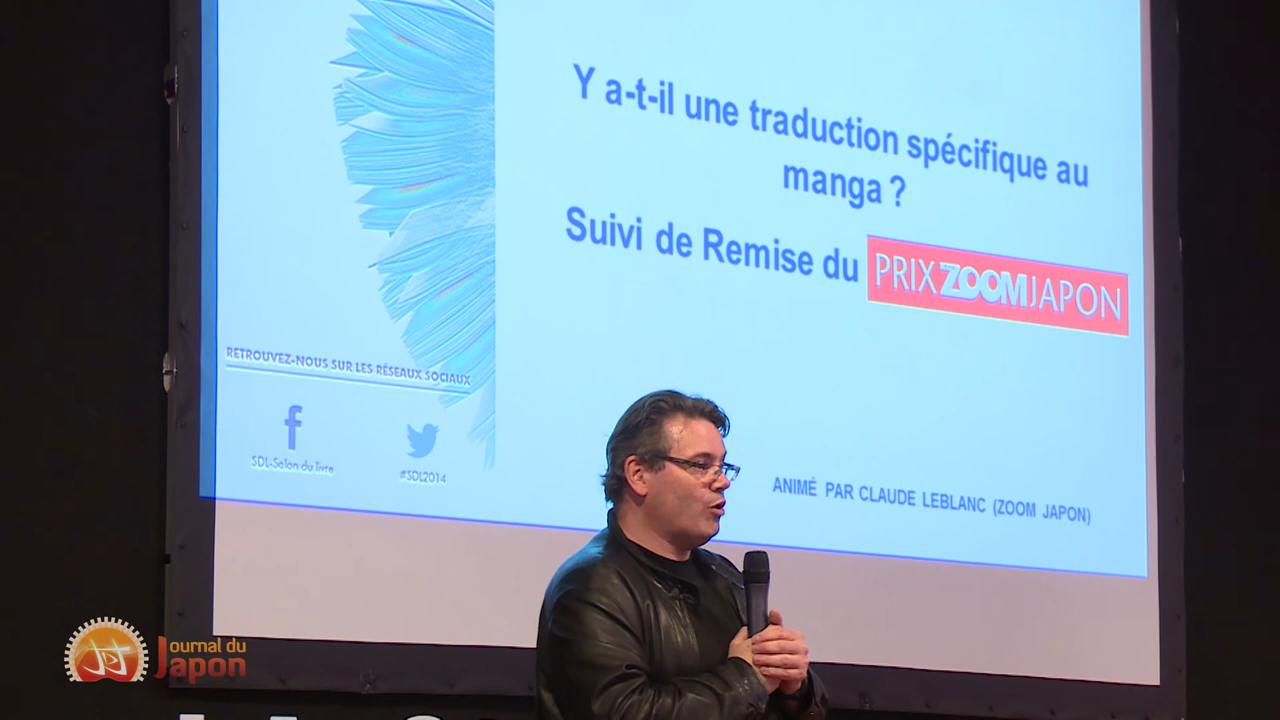 Y a-t-il une traduction spécifique au
manga ?
Suivi de Remise du PRIX ZOOM JAPON
RETROUVEZ-NOUS SUR LES RÉSEAUX SOCIAUX
SDL-Salon du livre
#SDL2014
ANIMÉ PAR CLAUDE LEBLANC (ZOOM JAPON)
JDJ
Journal du
Japon